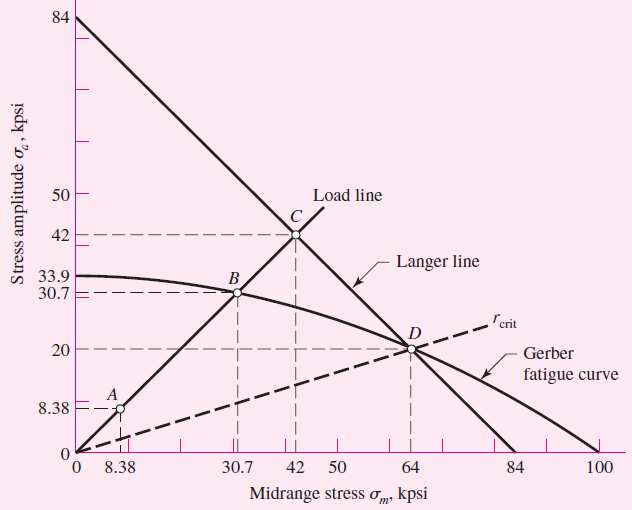 84
50
42
33.9
30.7
20
8.38
0
Stress amplitude σa, kpsi
C
Load line
B
Langer line
D
rcrit
A
Gerber
fatigue curve
0 8.38 30.7 42 50 64 84 100
Midrange stress σm, kpsi